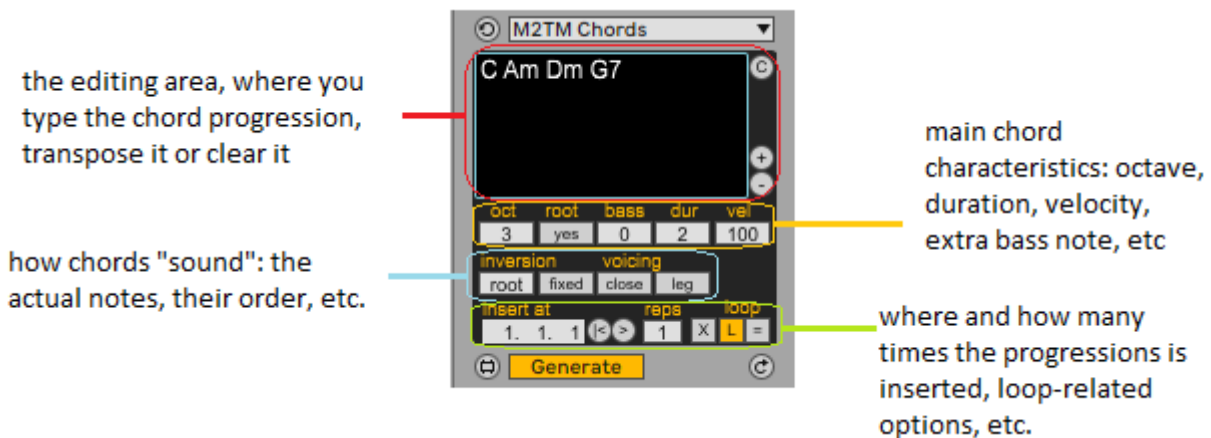 M2TM Chords
the editing area, where you
type the chord progression,
transpose it or clear it
C Am Dm G7
C
+
-
main chord
characteristics: octave,
duration, velocity,
extra bass note, etc
oct root bass dur vel
3 yes 0 2 100
how chords "sound": the
actual notes, their order, etc.
inversion voicing
root fixed close leg
insert at reps loop
1. 1. 1 |< > 1 X L =
where and how many
times the progressions is
inserted, loop-related
options, etc.
Generate